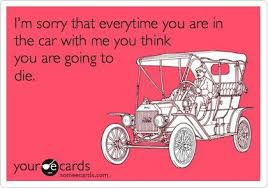 I'm sorry that everytime you are in
the car with me you think
you are going to
die.
your e cards
someecards.com